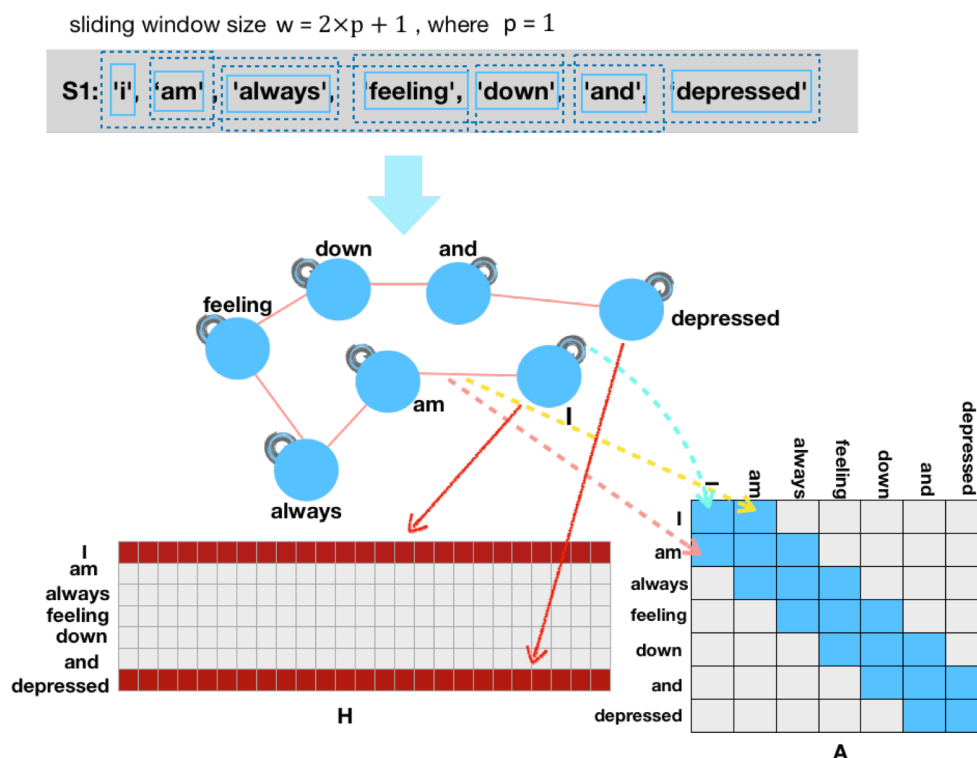 sliding window size w = 2×p + 1 , where p = 1
S1: 'i', 'am', 'always', 'feeling', 'down', 'and', 'depressed'
down
and
feeling
depressed
am
I
always
I
am
always
feeling
down
and
depressed
I
am
always
feeling
down
and
depressed
H
I
am
always
feeling
down
and
depressed
A